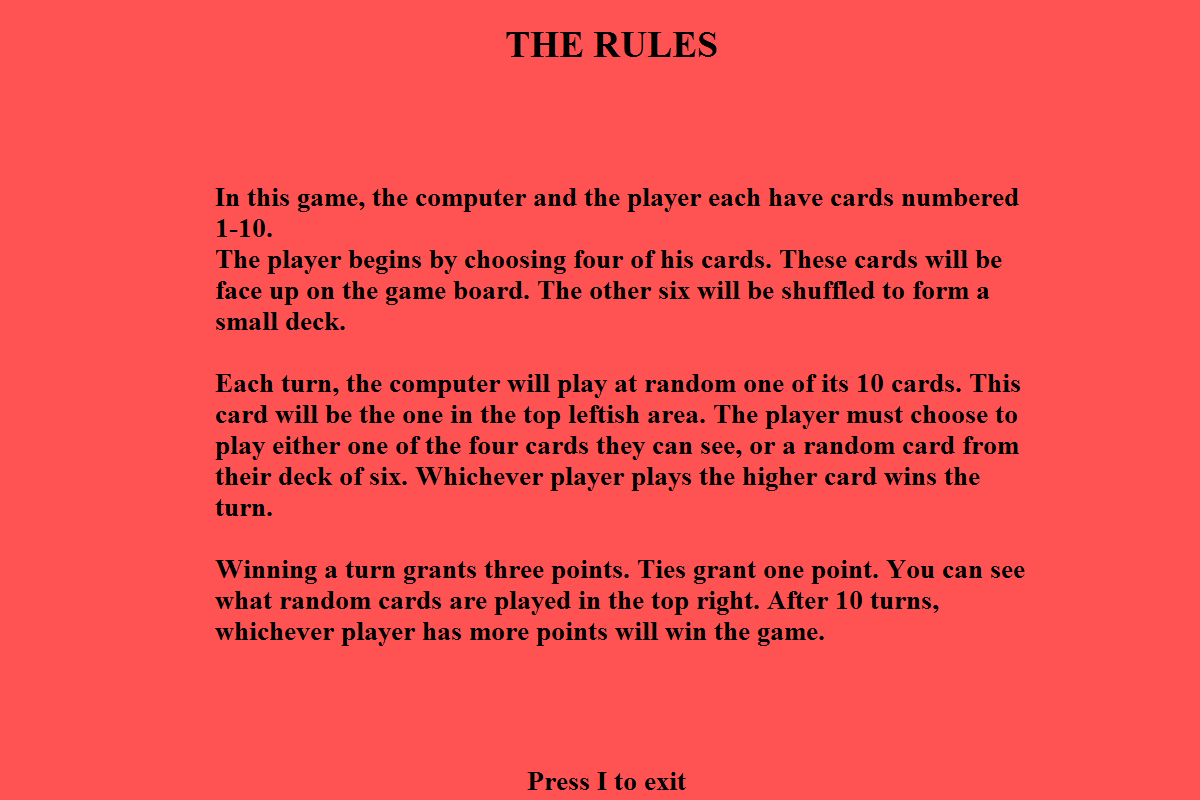 THE RULES
In this game, the computer and the player each have cards numbered
1-10.
The player begins by choosing four of his cards. These cards will be
face up on the game board. The other six will be shuffled to form a
small deck.
Each turn, the computer will play at random one of its 10 cards. This
card will be the one in the top leftish area. The player must choose to
play either one of the four cards they can see, or a random card from
their deck of six. Whichever player plays the higher card wins the
turn.
Winning a turn grants three points. Ties grant one point. You can see
what random cards are played in the top right. After 10 turns,
whichever player has more points will win the game.
Press I to exit